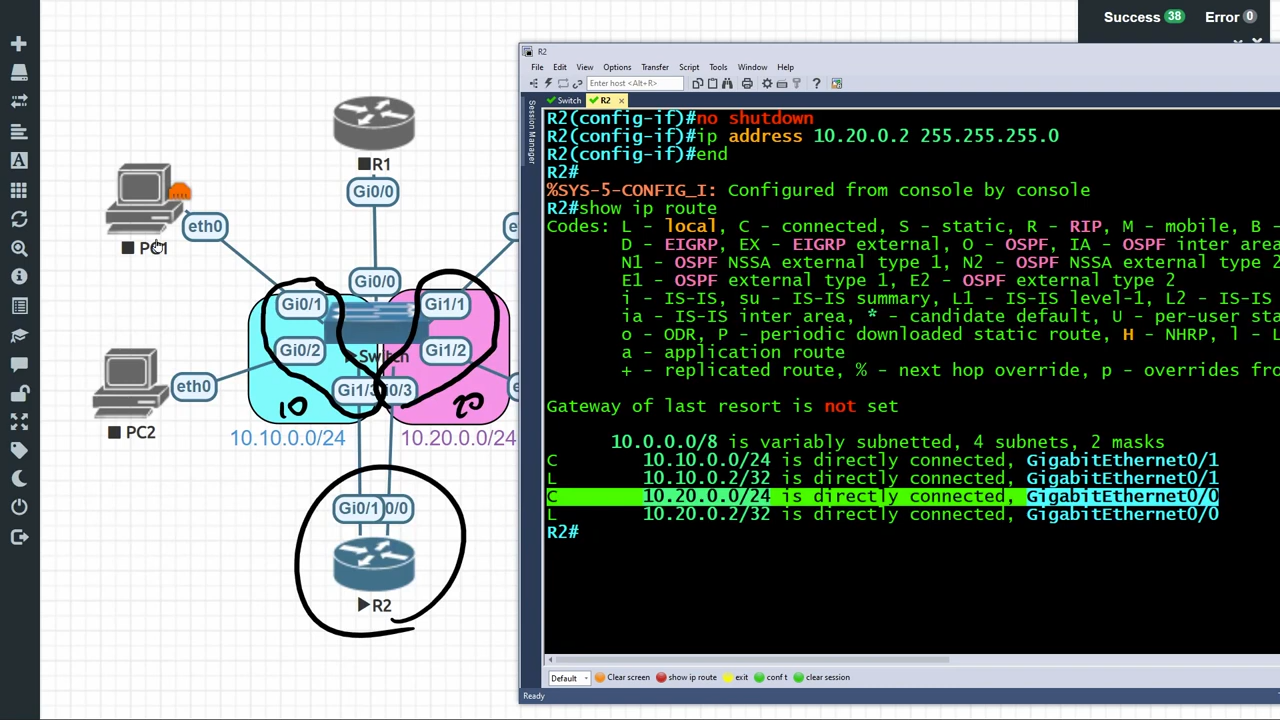 Success 38 Error 0
R2
File Edit View Options Transfer Script Tools Window Help
Enter host <Alt+R>
Session Manager
Switch R2
R2(config-if)#no shutdown
R2(config-if)#ip address 10.20.0.2 255.255.255.0
R2(config-if)#end
R2#
%SYS-5-CONFIG_I: Configured from console by console
R2#show ip route
Codes: L - local, C - connected, S - static, R - RIP, M - mobile, B -
D - EIGRP, EX - EIGRP external, O - OSPF, IA - OSPF inter area
N1 - OSPF NSSA external type 1, N2 - OSPF NSSA external type 2
E1 - OSPF external type 1, E2 - OSPF external type 2
i - IS-IS, su - IS-IS summary, L1 - IS-IS level-1, L2 - IS-IS
ia - IS-IS inter area, * - candidate default, U - per-user sta
o - ODR, P - periodic downloaded static route, H - NHRP, l - L
a - application route
+ - replicated route, % - next hop override, p - overrides fro
Gateway of last resort is not set
10.0.0.0/8 is variably subnetted, 4 subnets, 2 masks
C 10.10.0.0/24 is directly connected, GigabitEthernet0/1
L 10.10.0.2/32 is directly connected, GigabitEthernet0/1
C 10.20.0.0/24 is directly connected, GigabitEthernet0/0
L 10.20.0.2/32 is directly connected, GigabitEthernet0/0
R2#
Default Clear screen show ip route exit conf t clear session
Ready
R1
Gi0/0
PC1
eth0
Gi0/0
Gi0/1
Gi1/1
Gi0/2
Gi1/2
Switch
eth0
Gi1/3
0/3
10
20
PC2
10.10.0.0/24
10.20.0.0/24
Gi0/1
0/0
R2